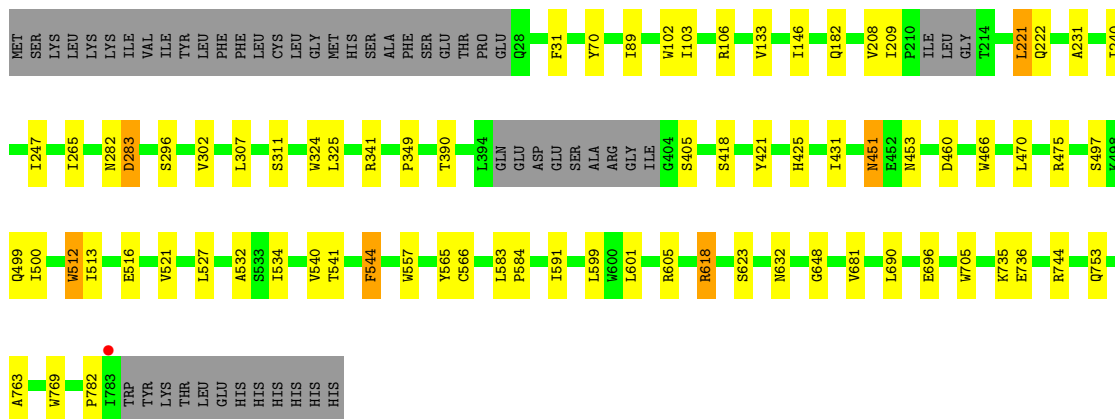 MET SER LYS LEU LYS LYS ILE VAL ILE TYR LEU PHE PHE LEU CYS LEU GLY MET HIS SER ALA PHE SER GLU THR PRO GLU Q28 F31 Y70 I89 W102 I103 R106 V133 I146 Q182 V208 I209 P210 ILE LEU GLY T214 L221 Q222 A231
I247 I265 N282 D283 S296 V302 L307 S311 W324 L325 R341 P349 T390 L394 GLN GLU ASP GLU SER ALA ARG GLY ILE G404 S405 S418 Y421 H425 I431 N451 E452 N453 D460 W466 L470 R475 S497 K498
Q499 I500 W512 I513 E516 V521 L527 A532 S533 I534 V540 T541 F544 W557 Y565 C566 L583 P584 I591 L599 W600 L601 R605 R618 S623 N632 G648 V681 L690 E696 W705 K735 E736 R744 Q753
A763 W769 P782 I783 TRP TYR LYS THR LEU GLU HIS HIS HIS HIS HIS HIS